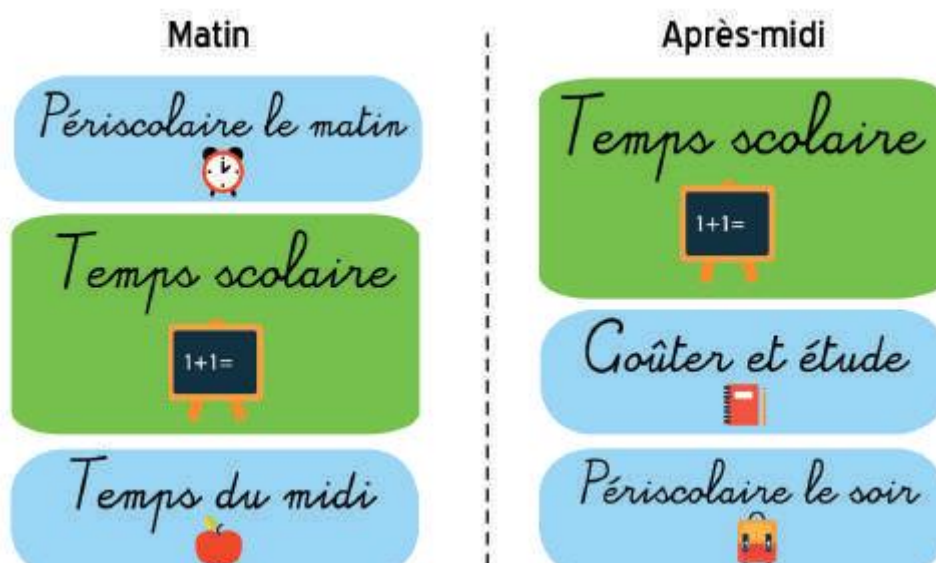 Matin
Périscolaire le matin
Temps scolaire
1+1=
Temps du midi
Après-midi
Temps scolaire
1+1=
Goûter et étude
Périscolaire le soir